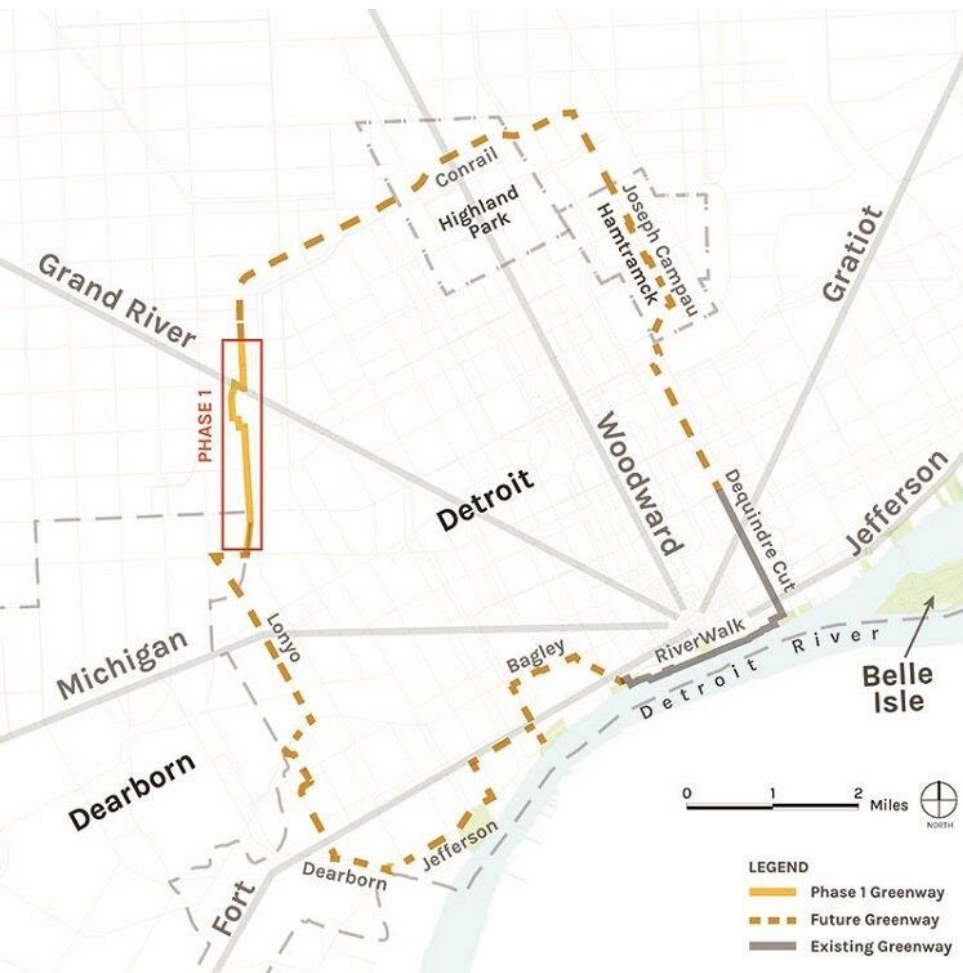 Conrail
Highland
Park
Joseph Campau
Hamtramck
Gratiot
Grand River
PHASE 1
Woodward
Detroit
Dequindre Cut
Jefferson
Lonyo
Michigan
Bagley
RiverWalk
Detroit River
Belle
Isle
Dearborn
Jefferson
Dearborn
Fort
0 1 2 Miles
NORTH
LEGEND
Phase 1 Greenway
Future Greenway
Existing Greenway